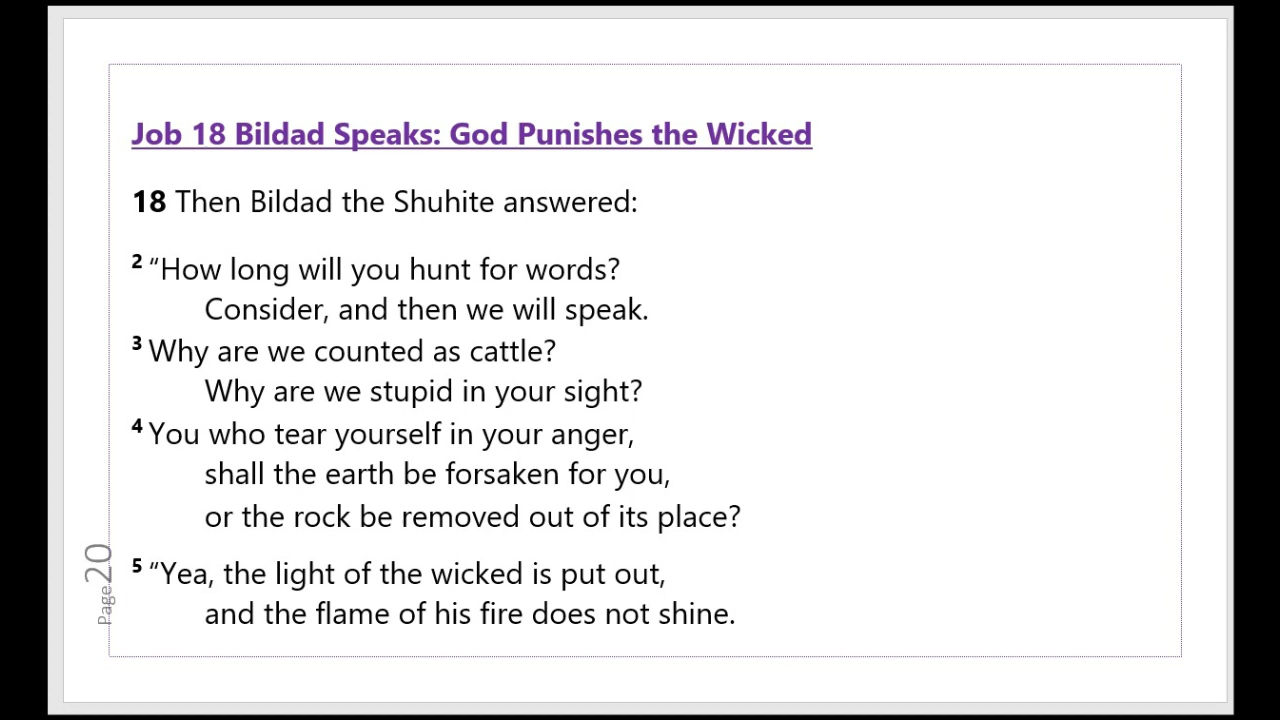 Job 18 Bildad Speaks: God Punishes the Wicked
18 Then Bildad the Shuhite answered:
2 “How long will you hunt for words?
Consider, and then we will speak.
3 Why are we counted as cattle?
Why are we stupid in your sight?
4 You who tear yourself in your anger,
shall the earth be forsaken for you,
or the rock be removed out of its place?
5 “Yea, the light of the wicked is put out,
and the flame of his fire does not shine.
Page 20